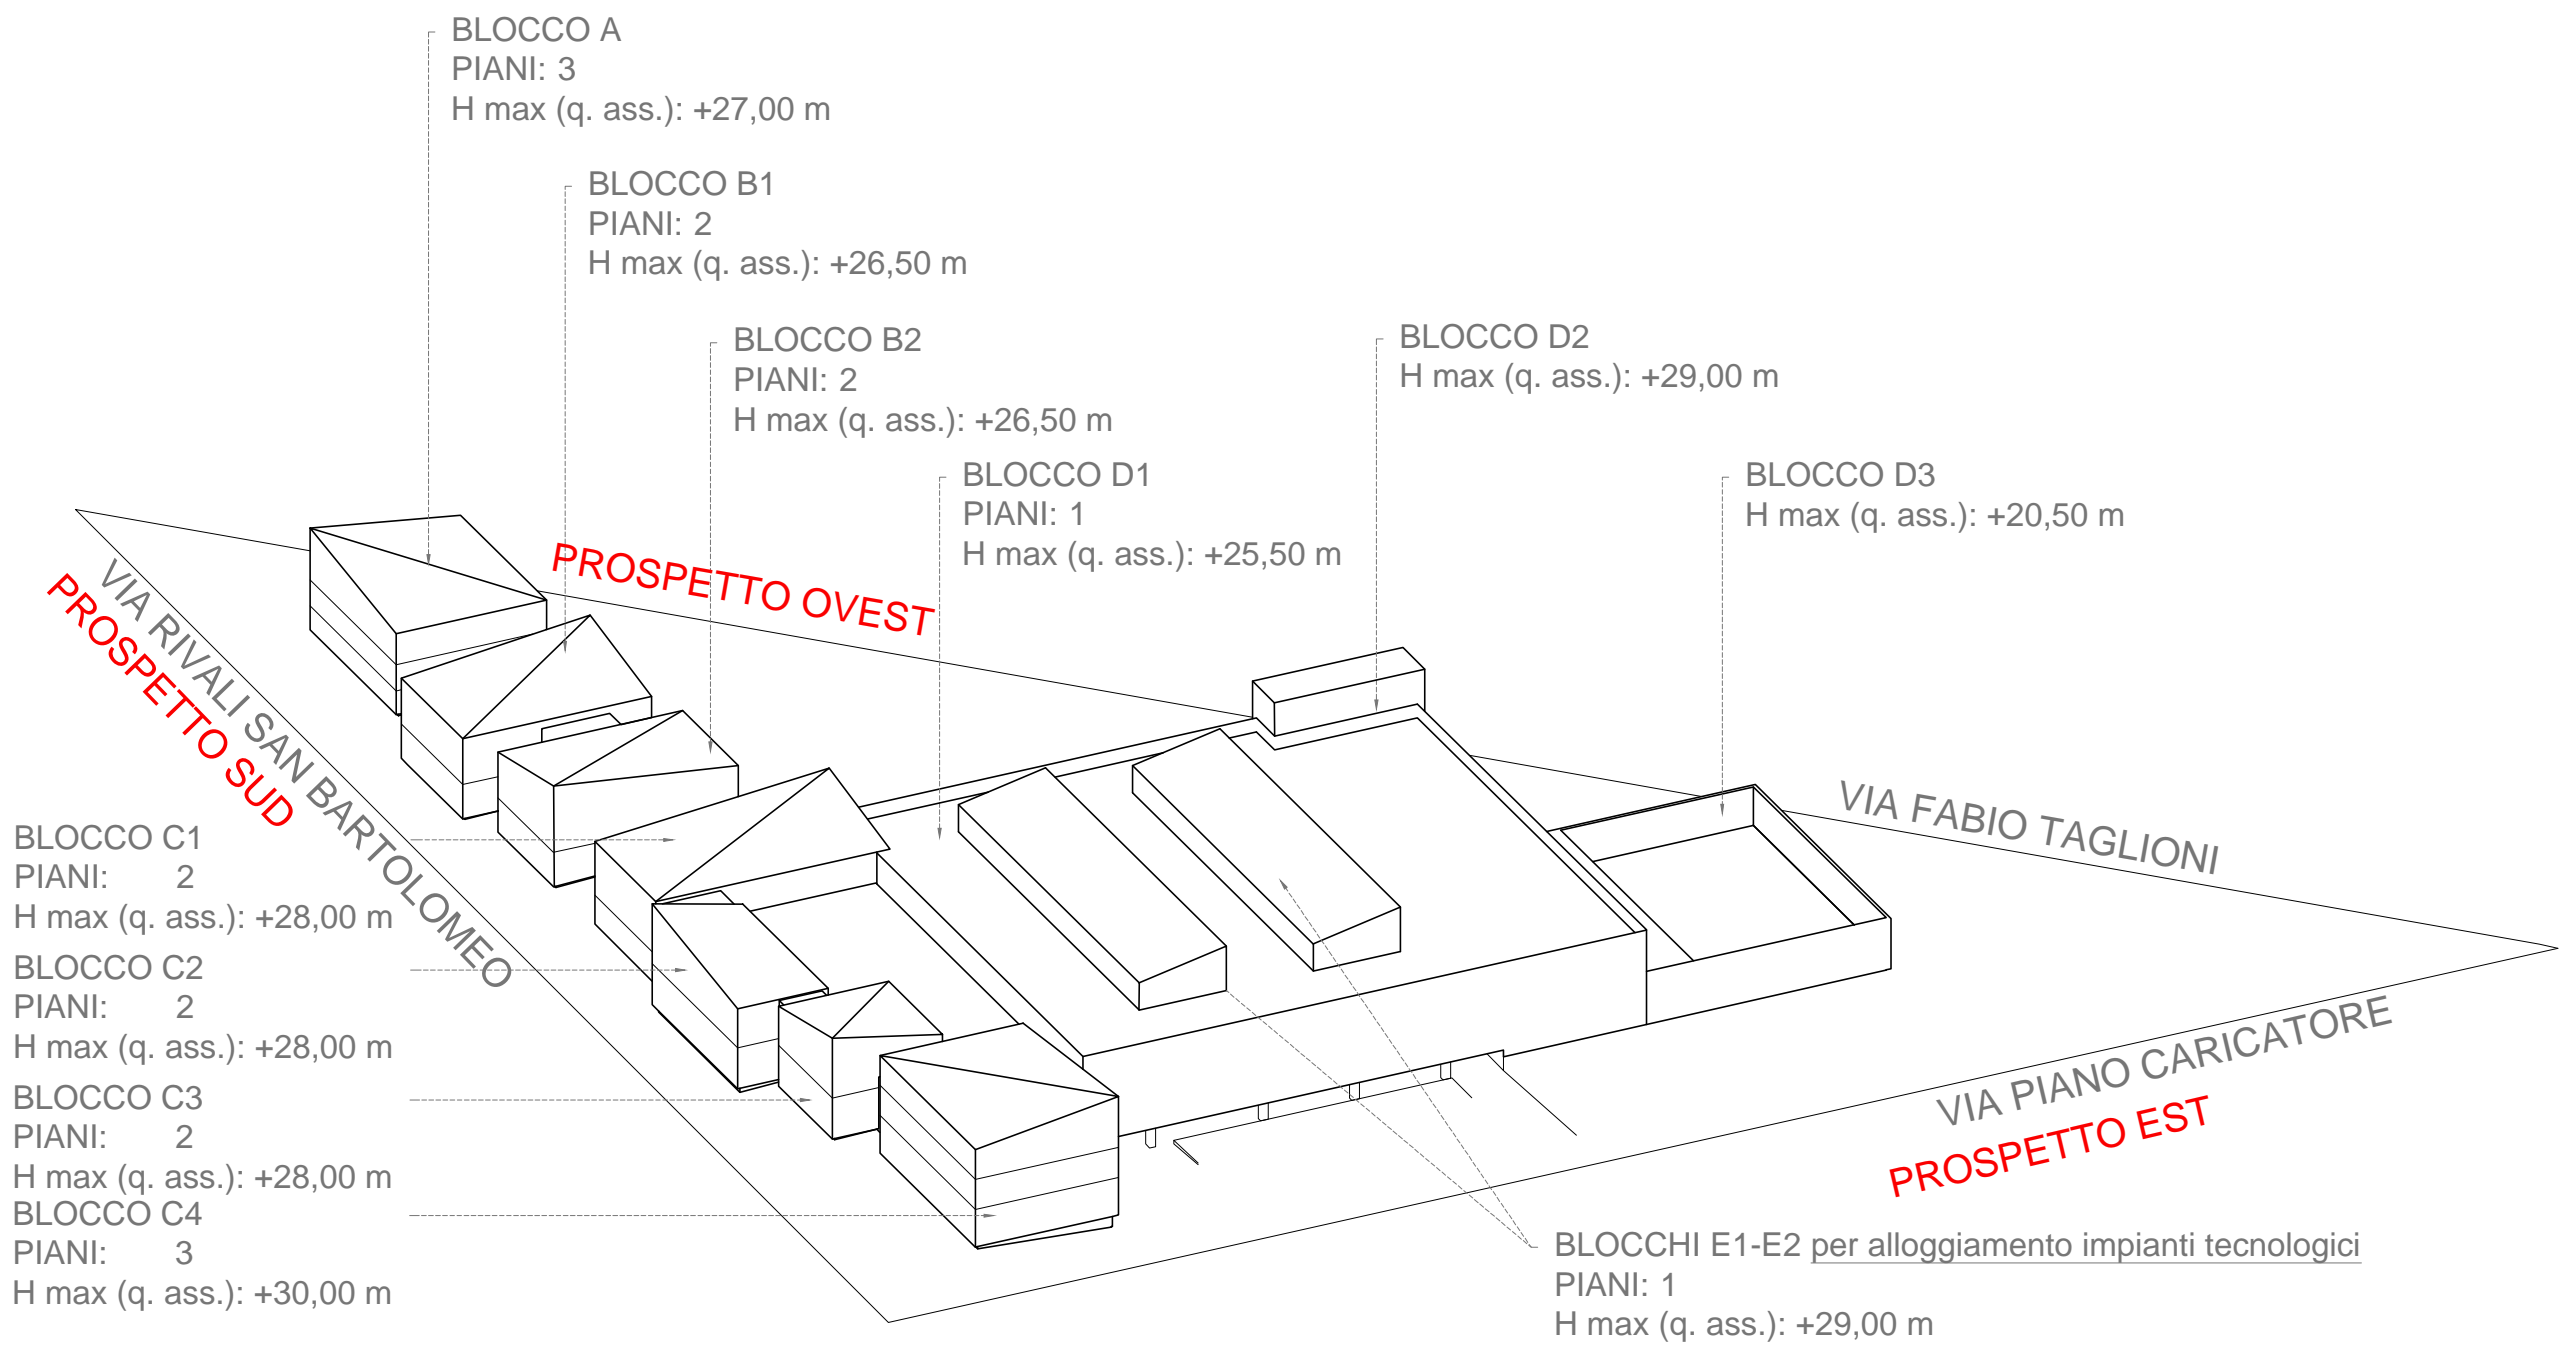 BLOCCO A
PIANI: 3
H max (q. ass.): +27,00 m
BLOCCO B1
PIANI: 2
H max (q. ass.): +26,50 m
BLOCCO B2
PIANI: 2
H max (q. ass.): +26,50 m
BLOCCO D2
H max (q. ass.): +29,00 m
BLOCCO D1
PIANI: 1
H max (q. ass.): +25,50 m
BLOCCO D3
H max (q. ass.): +20,50 m
PROSPETTO OVEST
VIA RIVALI SAN BARTOLOMEO
PROSPETTO SUD
VIA FABIO TAGLIONI
BLOCCO C1
PIANI: 2
H max (q. ass.): +28,00 m
BLOCCO C2
PIANI: 2
H max (q. ass.): +28,00 m
BLOCCO C3
PIANI: 2
H max (q. ass.): +28,00 m
BLOCCO C4
PIANI: 3
H max (q. ass.): +30,00 m
VIA PIANO CARICATORE
PROSPETTO EST
BLOCCHI E1-E2 per alloggiamento impianti tecnologici
PIANI: 1
H max (q. ass.): +29,00 m